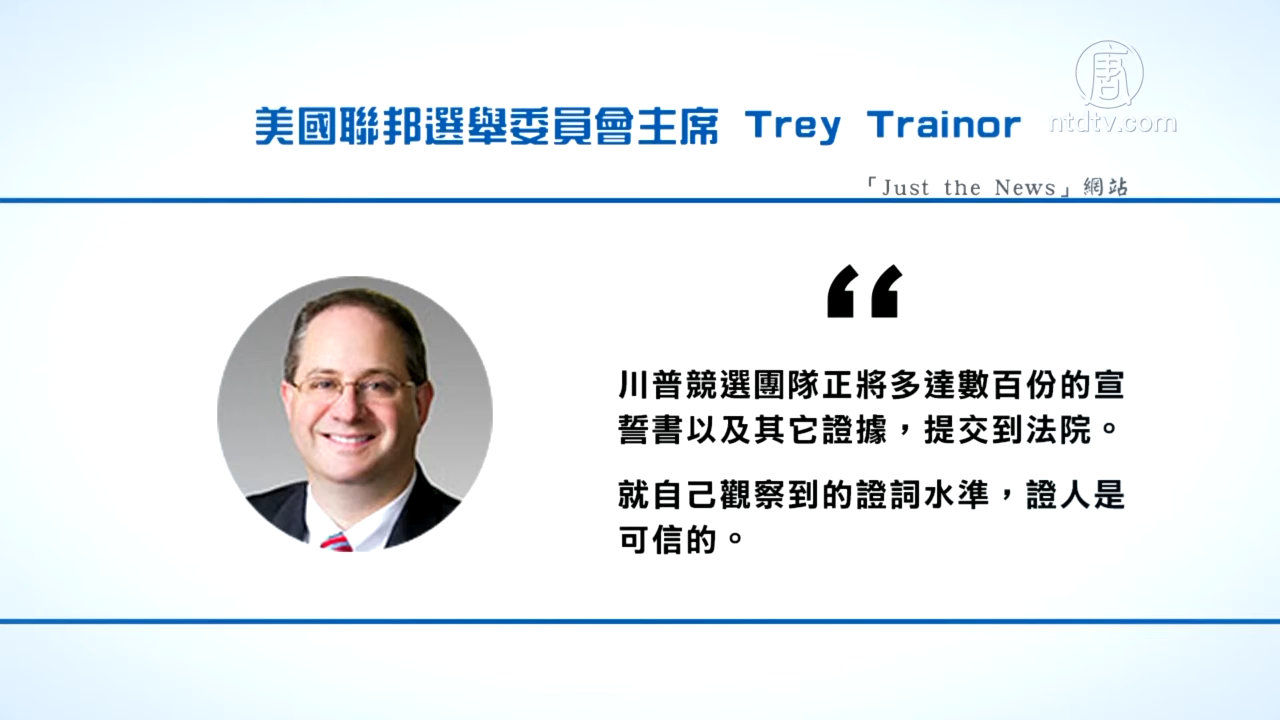 唐
美國聯邦選舉委員會主席 Trey Trainor
ntdtv.com
「Just the News」網站
“
川普競選團隊正將多達數百份的宣
誓書以及其它證據，提交到法院。
就自己觀察到的證詞水準，證人是
可信的。